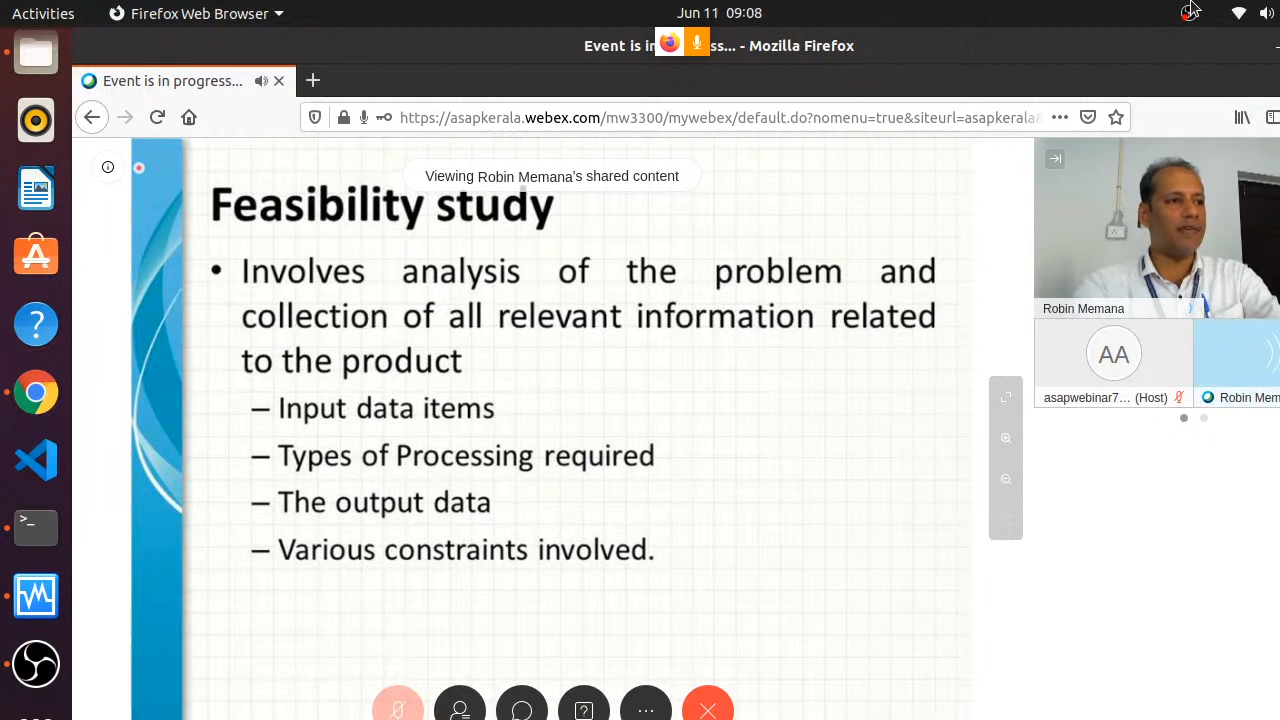 Activities
Firefox Web Browser
Jun 11 09:08
Event is in ss... - Mozilla Firefox
Event is in progress...
https://asapkerala.webex.com/mw3300/mywebex/default.do?nomenu=true&siteurl=asapkerala&
Viewing Robin Memana's shared content
Feasibility study
• Involves analysis of the problem and
collection of all relevant information related
to the product
– Input data items
– Types of Processing required
– The output data
– Various constraints involved.
Robin Memana
AA
asapwebinar7... (Host)
Robin Mem